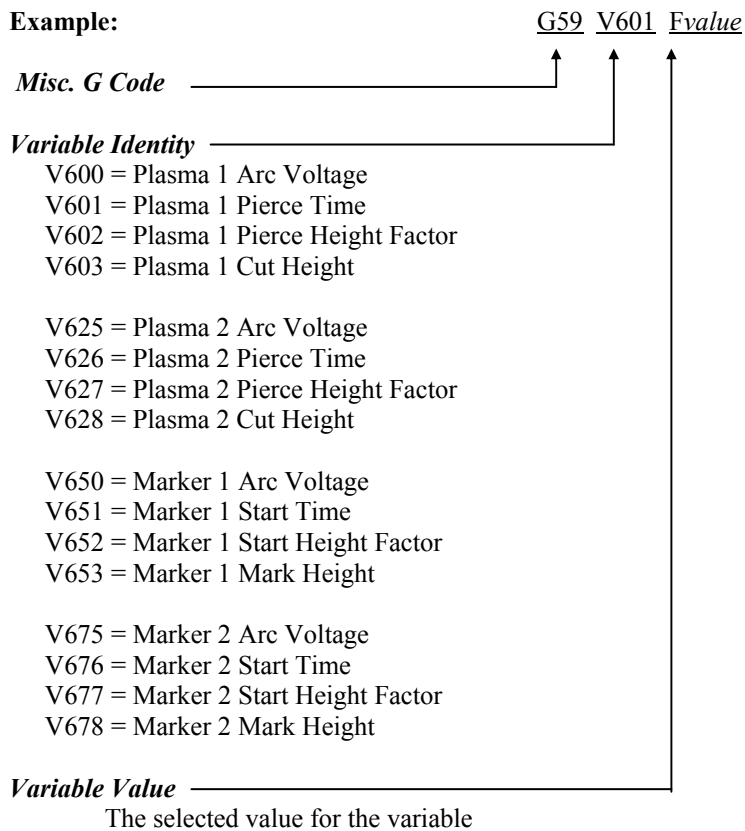 Example: G59 V601 Fvalue
Misc. G Code
Variable Identity
V600 = Plasma 1 Arc Voltage
V601 = Plasma 1 Pierce Time
V602 = Plasma 1 Pierce Height Factor
V603 = Plasma 1 Cut Height
V625 = Plasma 2 Arc Voltage
V626 = Plasma 2 Pierce Time
V627 = Plasma 2 Pierce Height Factor
V628 = Plasma 2 Cut Height
V650 = Marker 1 Arc Voltage
V651 = Marker 1 Start Time
V652 = Marker 1 Start Height Factor
V653 = Marker 1 Mark Height
V675 = Marker 2 Arc Voltage
V676 = Marker 2 Start Time
V677 = Marker 2 Start Height Factor
V678 = Marker 2 Mark Height
Variable Value
The selected value for the variable